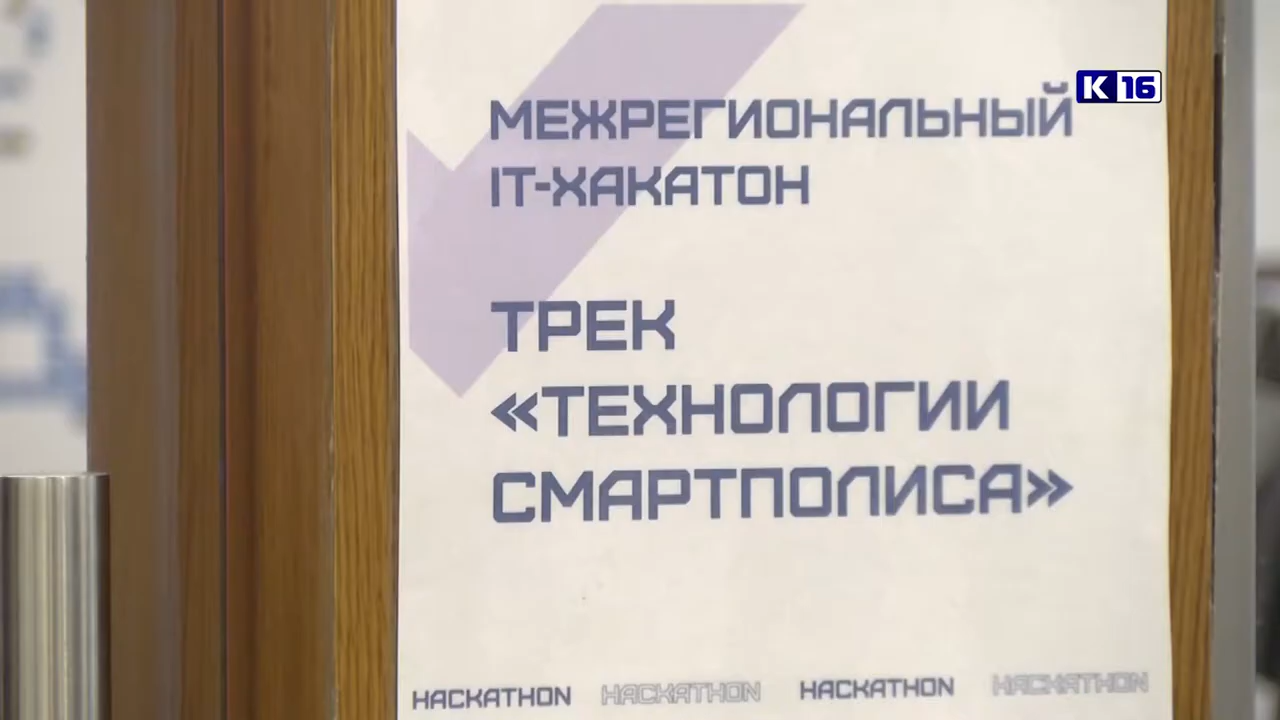 К 16
МЕЖРЕГИОНАЛЬНЫЙ
IT-ХАКАТОН
ТРЕК
«ТЕХНОЛОГИИ
СМАРТПОЛИСА»
HACKATHON HACKATHON HACKATHON HACKATHON